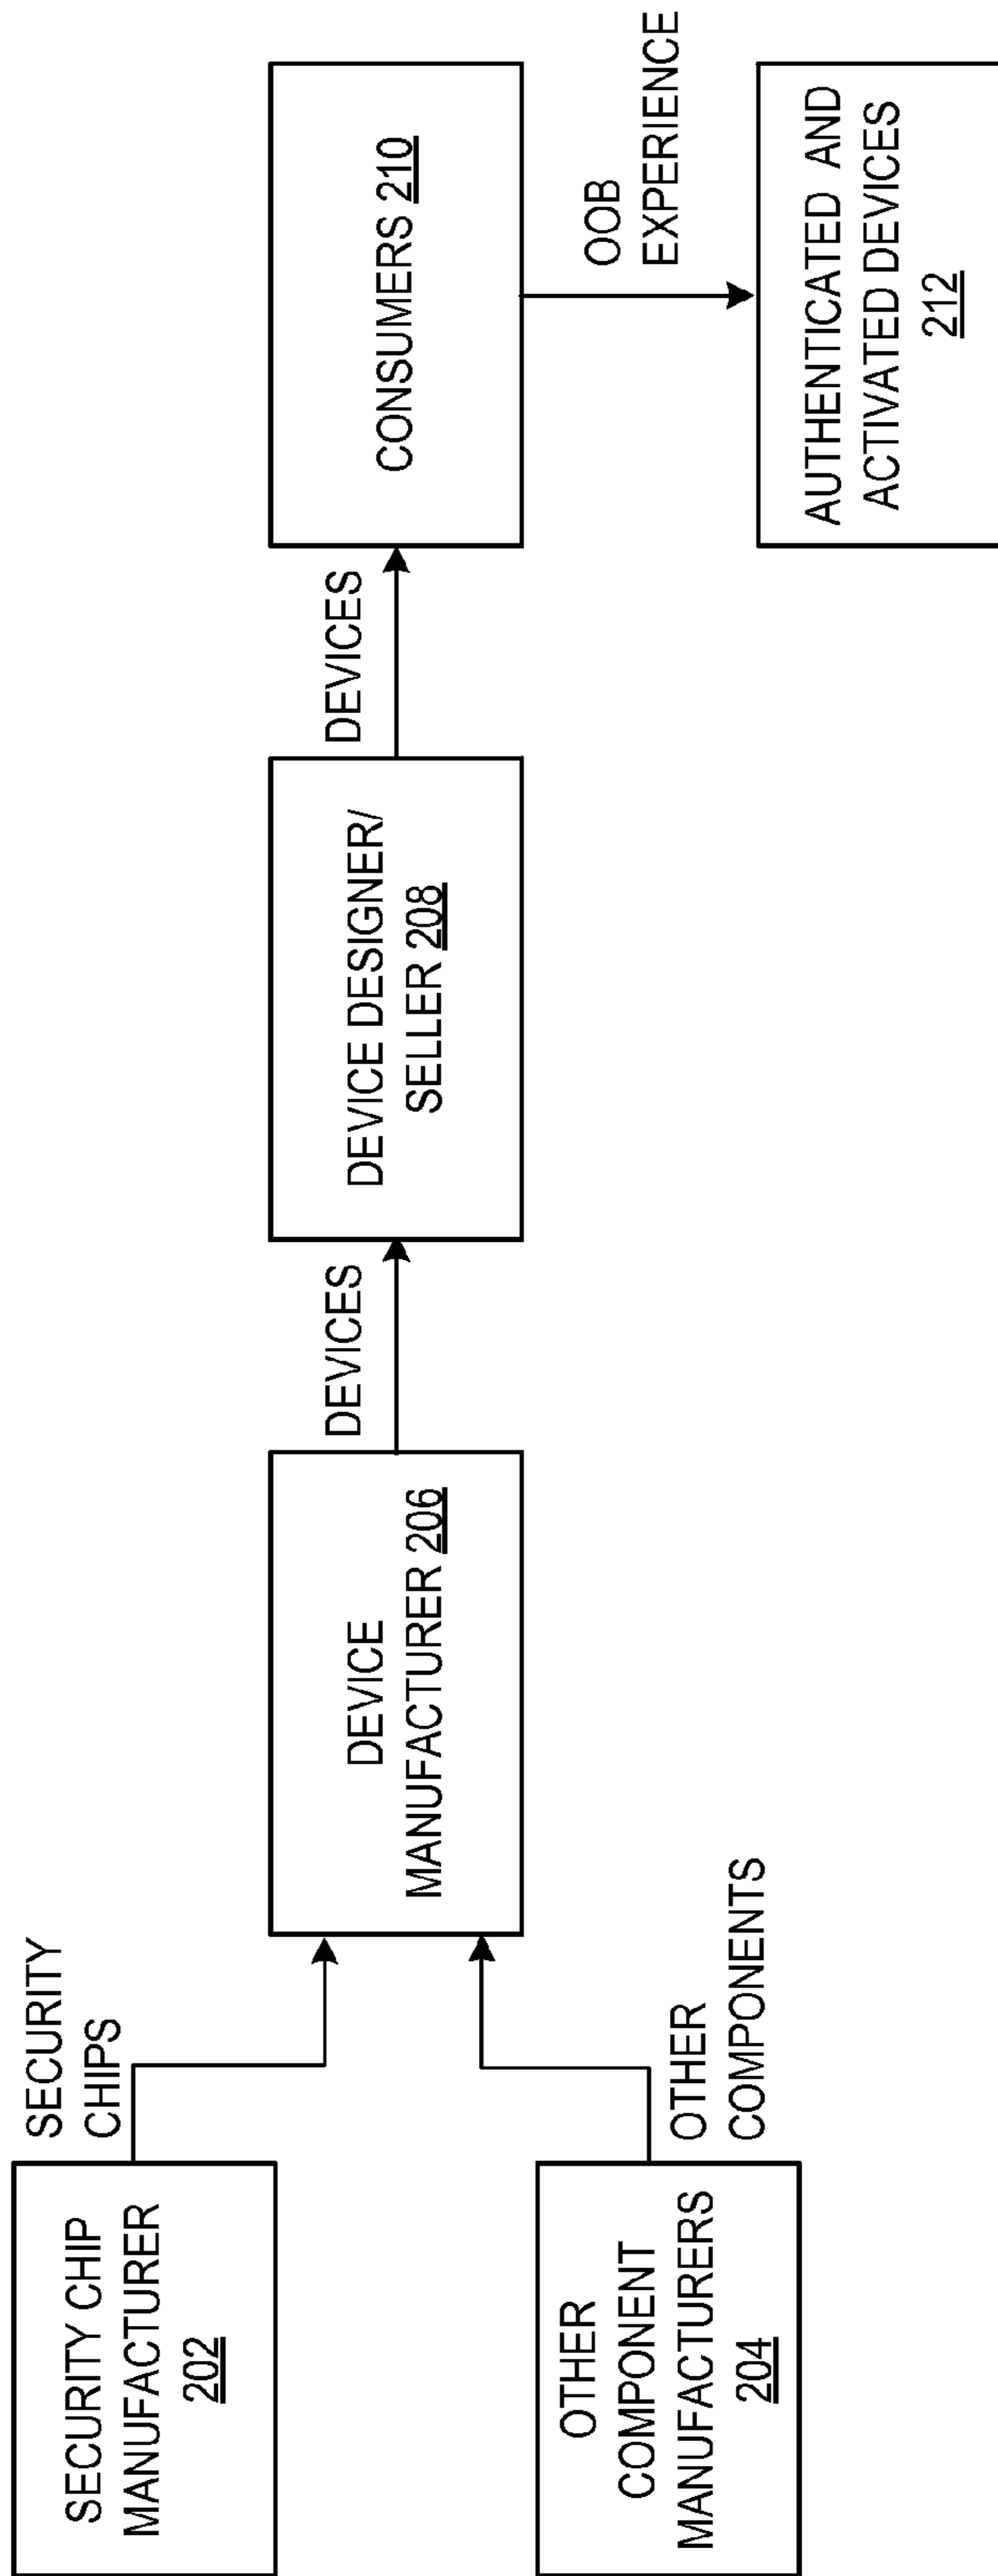 SECURITY CHIP
MANUFACTURER
202
SECURITY
CHIPS
OTHER
COMPONENT
MANUFACTURERS
204
OTHER
COMPONENTS
DEVICE
MANUFACTURER 206
DEVICES
DEVICE DESIGNER/
SELLER 208
DEVICES
CONSUMERS 210
OOB
EXPERIENCE
AUTHENTICATED AND
ACTIVATED DEVICES
212